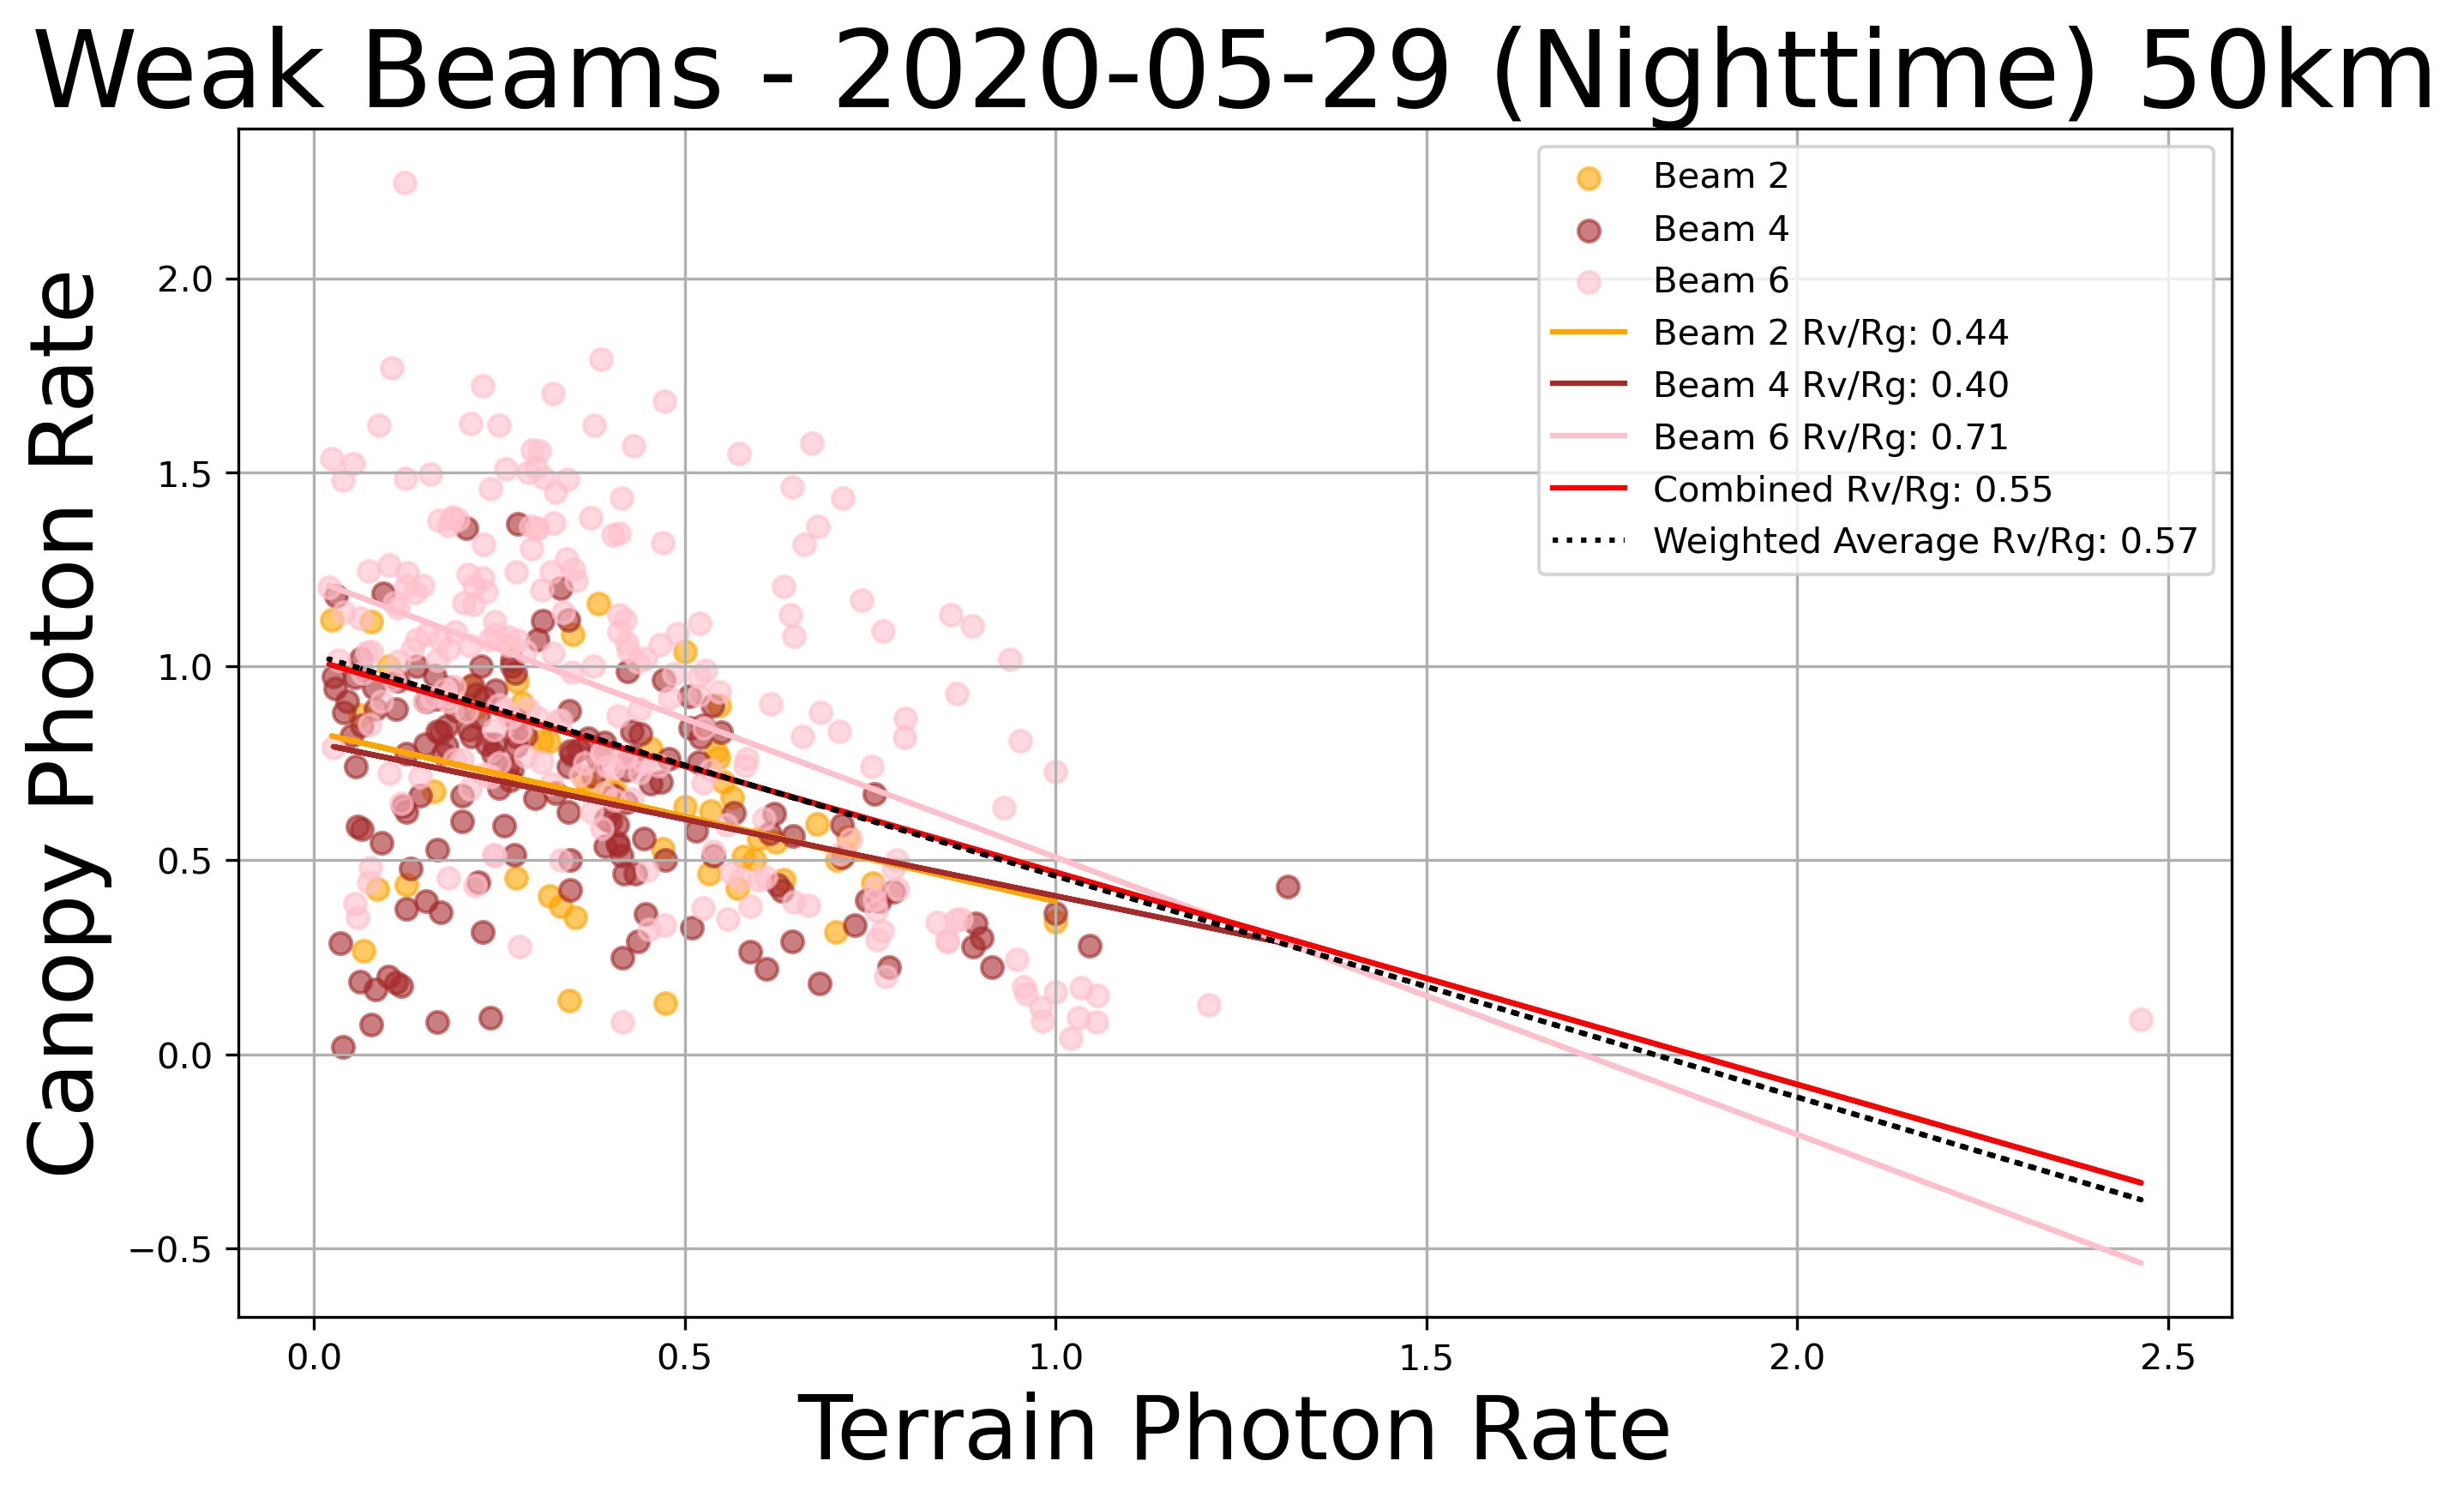 Weak Beams - 2020-05-29 (Nighttime) 50km
Canopy Photon Rate
2.0
1.5
1.0
0.5
0.0
−0.5
Beam 2
Beam 4
Beam 6
Beam 2 Rv/Rg: 0.44
Beam 4 Rv/Rg: 0.40
Beam 6 Rv/Rg: 0.71
Combined Rv/Rg: 0.55
Weighted Average Rv/Rg: 0.57
0.0 0.5 1.0 1.5 2.0 2.5
Terrain Photon Rate